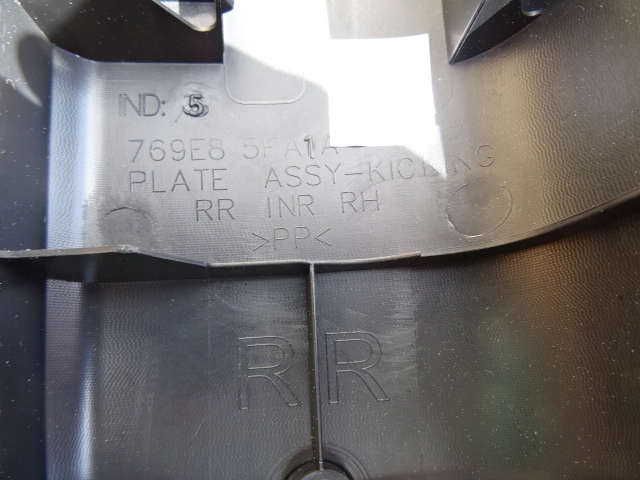 IND: 5
769E8 5FA1A
PLATE ASSY-KICKING
RR INR RH
>PP<
RR